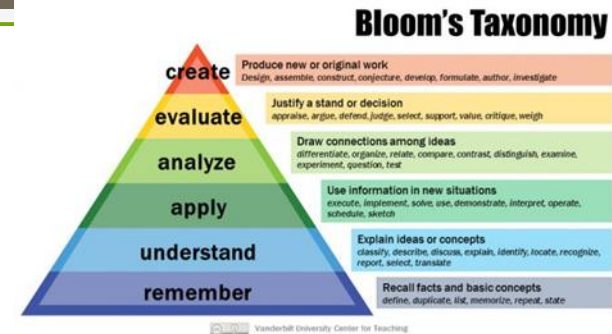 Bloom's Taxonomy
create
Produce new or original work
Design, assemble, construct, conjecture, develop, formulate, author, investigate
evaluate
Justify a stand or decision
appraise, argue, defend, judge, select, support, value, critique, weigh
analyze
Draw connections among ideas
differentiate, organize, relate, compare, contrast, distinguish, examine,
experiment, question, test
apply
Use information in new situations
execute, implement, solve, use, demonstrate, interpret, operate,
schedule, sketch
understand
Explain ideas or concepts
classify, describe, discuss, explain, identify, locate, recognize,
report, select, translate
remember
Recall facts and basic concepts
define, duplicate, list, memorize, repeat, state
Vanderbilt University Center for Teaching